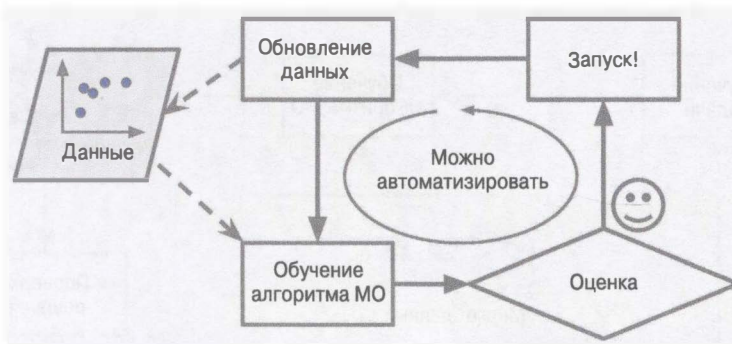 Обновление
данных
Запуск!
Данные
Можно
автоматизировать
Обучение
алгоритма МО
Оценка